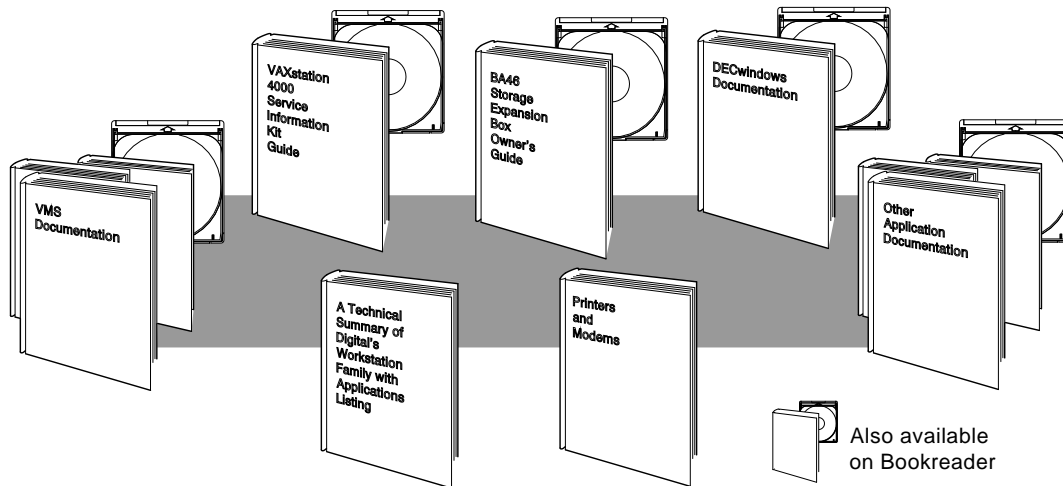 VAXstation
4000
Service
Information
Kit
Guide
BA46
Storage
Expansion
Box
Owner's
Guide
DECwindows
Documentation
VMS
Documentation
Other
Application
Documentation
A Technical
Summary of
Digital's
Workstation
Family with
Applications
Listing
Printers
and
Modems
Also available
on Bookreader